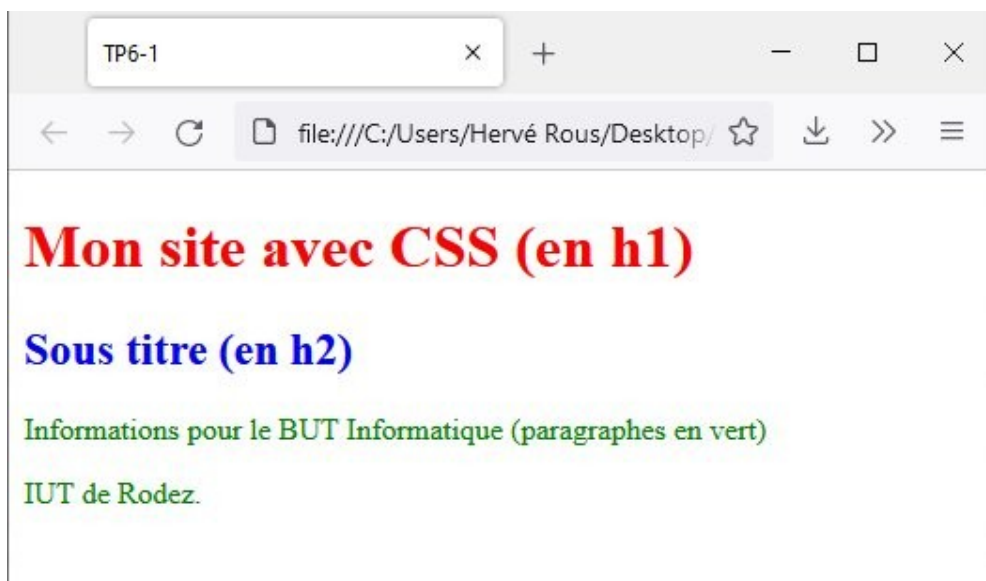 TP6-1
file:///C:/Users/Hervé Rous/Desktop/
Mon site avec CSS (en h1)
Sous titre (en h2)
Informations pour le BUT Informatique (paragraphes en vert)
IUT de Rodez.